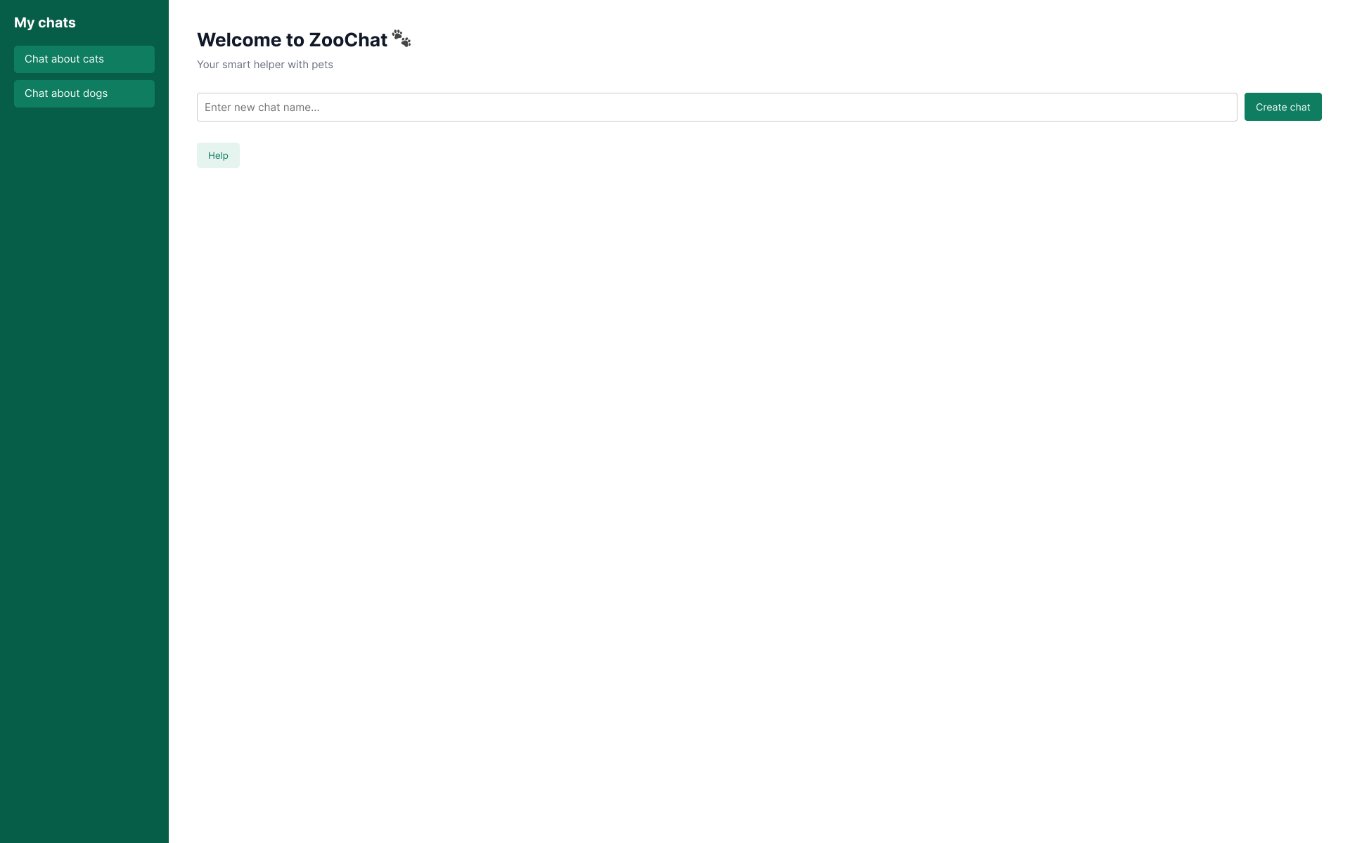 My chats
Chat about cats
Chat about dogs
Welcome to ZooChat 🐾
Your smart helper with pets
Enter new chat name...
Create chat
Help